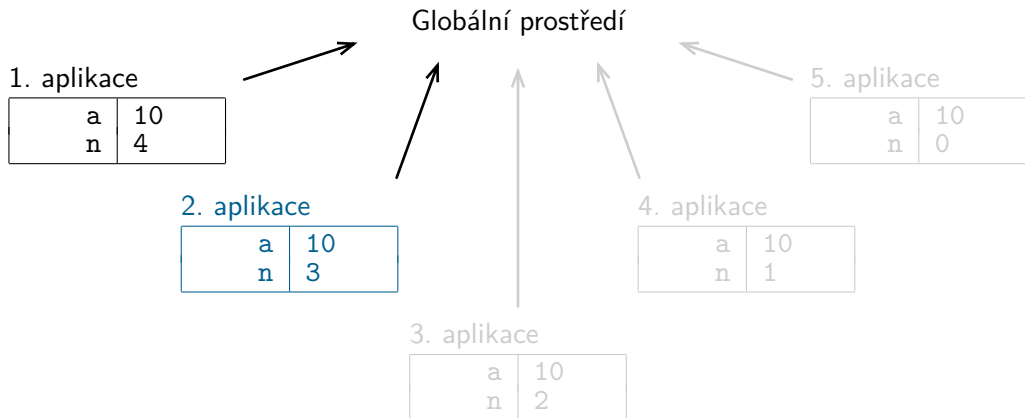 Globální prostředí
1. aplikace
a 10
n 4
2. aplikace
a 10
n 3
3. aplikace
a 10
n 2
4. aplikace
a 10
n 1
5. aplikace
a 10
n 0